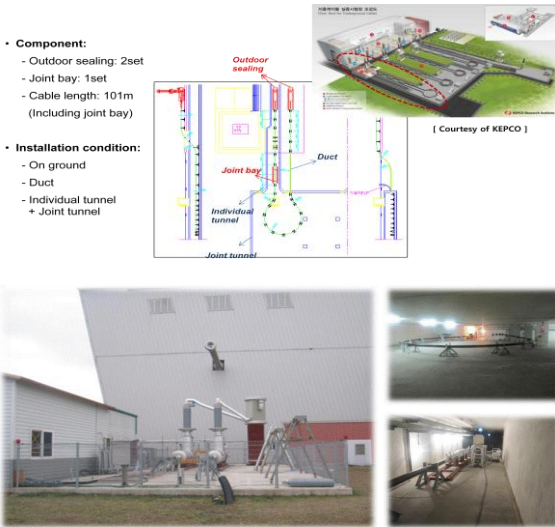 • Component:
- Outdoor sealing: 2set
- Joint bay: 1set
- Cable length: 101m
(Including joint bay)
• Installation condition:
- On ground
- Duct
- Individual tunnel
+ Joint tunnel
Outdoor
sealing
[ Courtesy of KEPCO ]
Duct
Joint bay
Individual
tunnel
Joint tunnel